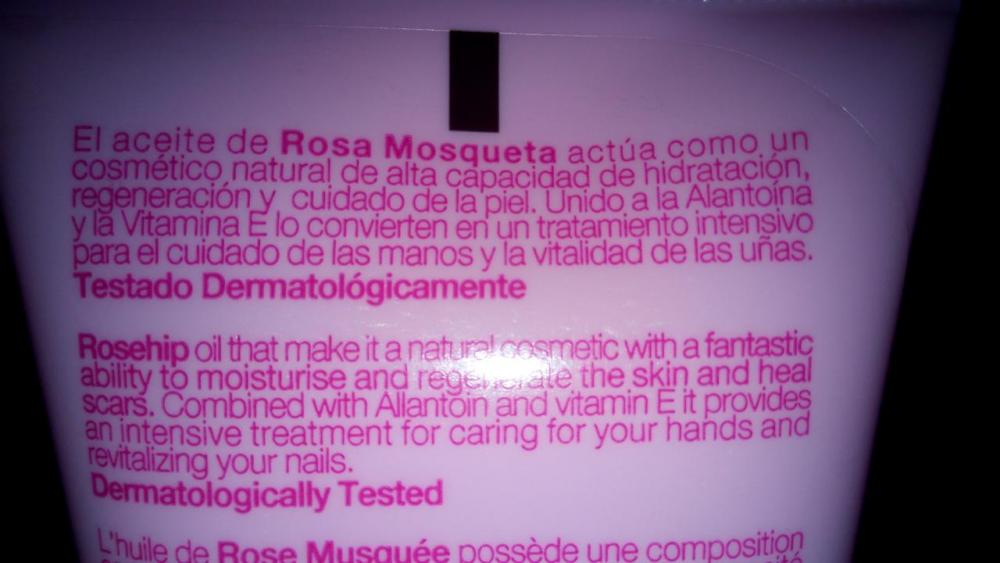 El aceite de Rosa Mosqueta actúa como un
cosmético natural de alta capacidad de hidratación,
regeneración y cuidado de la piel. Unido a la Alantoína
y la Vitamina E lo convierten en un tratamiento intensivo
para el cuidado de las manos y la vitalidad de las uñas.
Testado Dermatológicamente
Rosehip oil that make it a natural cosmetic with a fantastic
ability to moisturise and regenerate the skin and heal
scars. Combined with Allantoin and vitamin E it provides
an intensive treatment for caring for your hands and
revitalizing your nails.
Dermatologically Tested
L'huile de Rose Musquée possède une composition